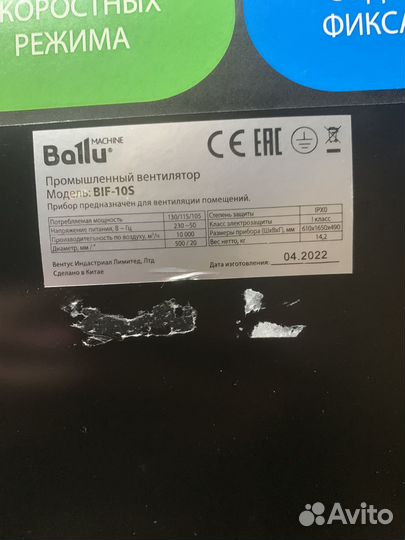 КОРОСТНЫХ
РЕЖИМА
ФИКСА
Ballu MACHINE
CE EAC
Промышленный вентилятор
Модель: BIF-10S
Прибор предназначен для вентиляции помещений.
Потребляемая мощность 130/115/105 Степень защиты IPX0
Напряжение питания, В ~ Гц 230~50 Класс электрозащиты I класс
Производительность по воздуху, м³/ч 10 000 Размеры прибора (ШхВхГ), мм 610x1650x490
Диаметр, мм / " 500 / 20 Вес нетто, кг 14,2
Вентус Индастриал Лимитед, Лтд
Сделано в Китае
Дата изготовления: 04.2022
Avito